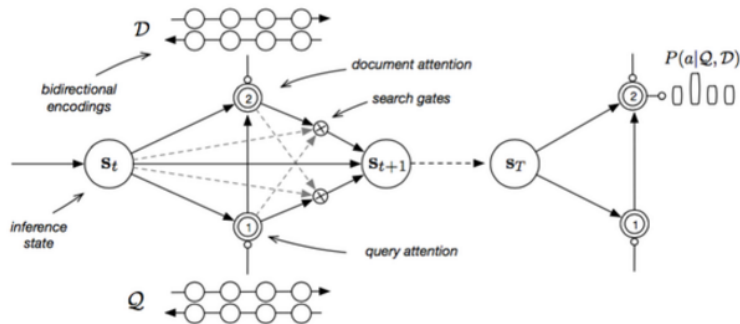 𝒟
bidirectional
encodings
document attention
search gates
P(a|𝒬, 𝒟)
2
2
s_t
s_{t+1}
s_T
inference
state
1
1
query attention
𝒬